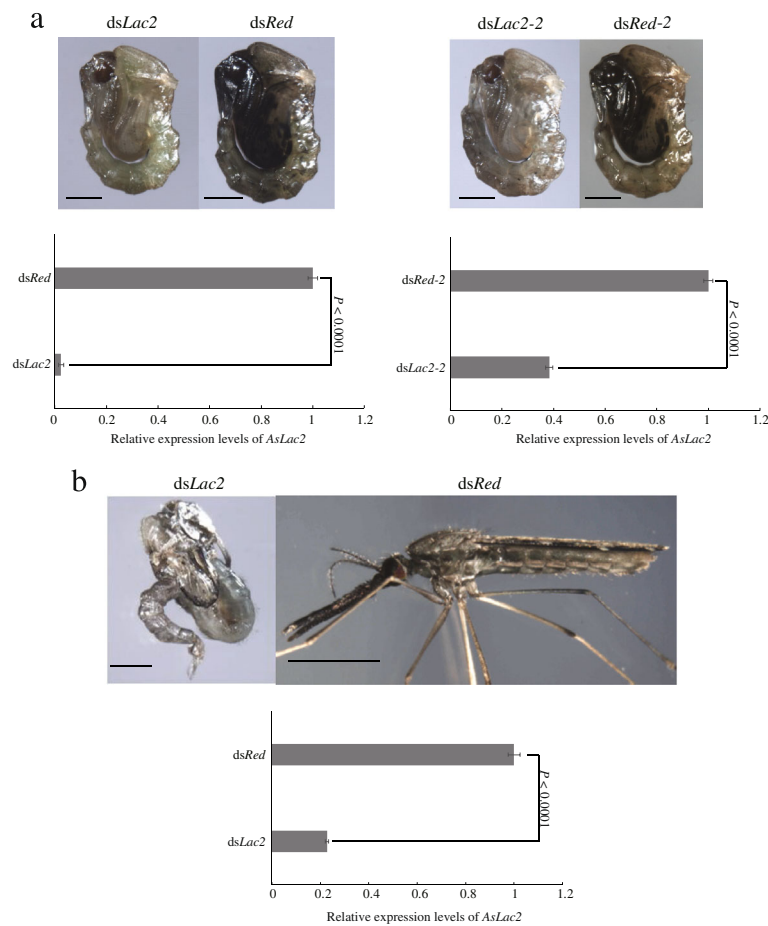 a
dsLac2 dsRed
dsLac2-2 dsRed-2
dsRed
dsLac2
P < 0.0001
0 0.2 0.4 0.6 0.8 1 1.2
Relative expression levels of AsLac2
dsRed-2
dsLac2-2
P < 0.0001
0 0.2 0.4 0.6 0.8 1 1.2
Relative expression levels of AsLac2
b
dsLac2 dsRed
dsRed
dsLac2
P < 0.0001
0 0.2 0.4 0.6 0.8 1 1.2
Relative expression levels of AsLac2